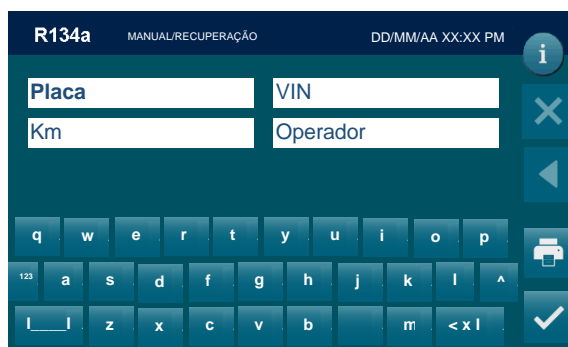 R134a MANUAL/RECUPERAÇÃO DD/MM/AA XX:XX PM
i
Placa VIN
Km Operador
q w e r t y u i o p
123 a s d f g h j k l ^
I___I z x c v b m < x I